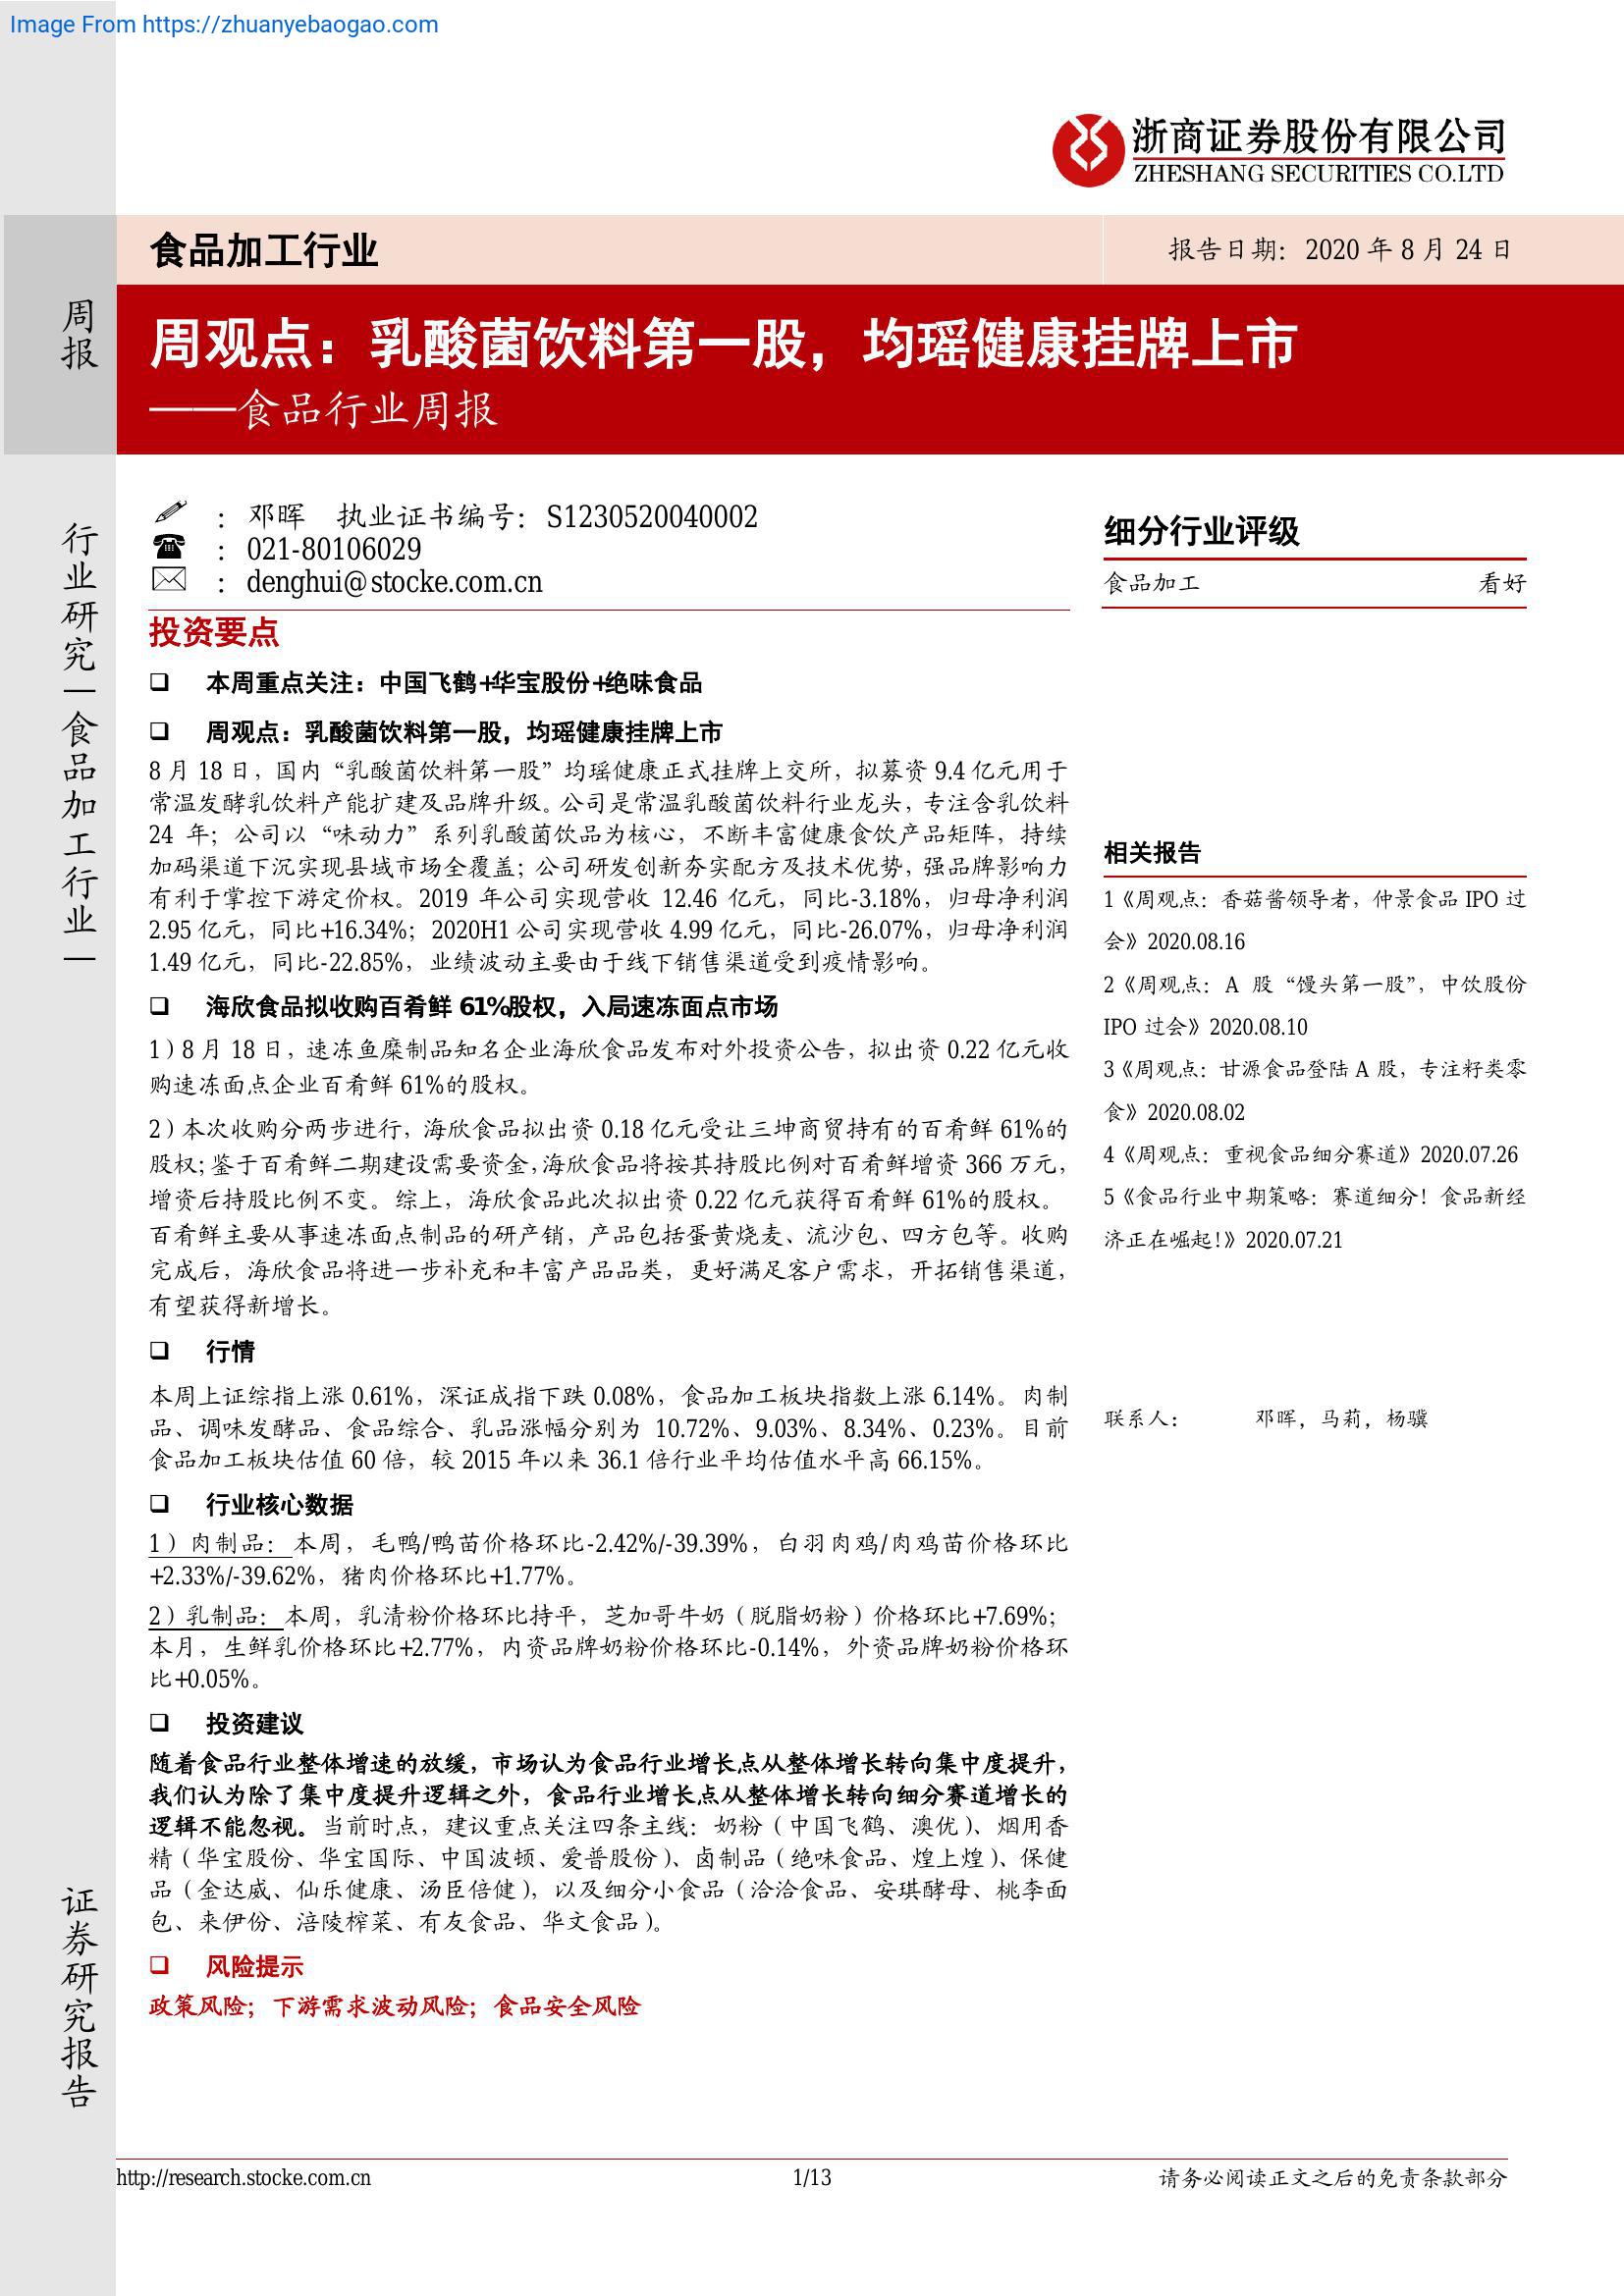 Image From https://zhuanyebaogao.com
浙商证券股份有限公司
ZHESHANG SECURITIES CO.LTD
食品加工行业
报告日期：2020 年 8 月 24 日
周报
周观点：乳酸菌饮料第一股，均瑶健康挂牌上市
——食品行业周报
行业研究|食品加工行业|
证券研究报告
：邓晖 执业证书编号：S1230520040002
：021-80106029
：denghui@stocke.com.cn
投资要点
❑ 本周重点关注：中国飞鹤+华宝股份+绝味食品
❑ 周观点：乳酸菌饮料第一股，均瑶健康挂牌上市
8 月 18 日，国内“乳酸菌饮料第一股”均瑶健康正式挂牌上交所，拟募资 9.4 亿元用于
常温发酵乳饮料产能扩建及品牌升级。公司是常温乳酸菌饮料行业龙头，专注含乳饮料
24 年；公司以“味动力”系列乳酸菌饮品为核心，不断丰富健康食饮产品矩阵，持续
加码渠道下沉实现县域市场全覆盖；公司研发创新夯实配方及技术优势，强品牌影响力
有利于掌控下游定价权。2019 年公司实现营收 12.46 亿元，同比-3.18%，归母净利润
2.95 亿元，同比+16.34%；2020H1 公司实现营收 4.99 亿元，同比-26.07%，归母净利润
1.49 亿元，同比-22.85%，业绩波动主要由于线下销售渠道受到疫情影响。
❑ 海欣食品拟收购百肴鲜 61%股权，入局速冻面点市场
1）8 月 18 日，速冻鱼糜制品知名企业海欣食品发布对外投资公告，拟出资 0.22 亿元收
购速冻面点企业百肴鲜 61%的股权。
2）本次收购分两步进行，海欣食品拟出资 0.18 亿元受让三坤商贸持有的百肴鲜 61%的
股权；鉴于百肴鲜二期建设需要资金，海欣食品将按其持股比例对百肴鲜增资 366 万元，
增资后持股比例不变。综上，海欣食品此次拟出资 0.22 亿元获得百肴鲜 61%的股权。
百肴鲜主要从事速冻面点制品的研产销，产品包括蛋黄烧麦、流沙包、四方包等。收购
完成后，海欣食品将进一步补充和丰富产品品类，更好满足客户需求，开拓销售渠道，
有望获得新增长。
❑ 行情
本周上证综指上涨 0.61%，深证成指下跌 0.08%，食品加工板块指数上涨 6.14%。肉制
品、调味发酵品、食品综合、乳品涨幅分别为 10.72%、9.03%、8.34%、0.23%。目前
食品加工板块估值 60 倍，较 2015 年以来 36.1 倍行业平均估值水平高 66.15%。
❑ 行业核心数据
1）肉制品：本周，毛鸭/鸭苗价格环比-2.42%/-39.39%，白羽肉鸡/肉鸡苗价格环比
+2.33%/-39.62%，猪肉价格环比+1.77%。
2）乳制品：本周，乳清粉价格环比持平，芝加哥牛奶（脱脂奶粉）价格环比+7.69%；
本月，生鲜乳价格环比+2.77%，内资品牌奶粉价格环比-0.14%，外资品牌奶粉价格环
比+0.05%。
❑ 投资建议
随着食品行业整体增速的放缓，市场认为食品行业增长点从整体增长转向集中度提升，
我们认为除了集中度提升逻辑之外，食品行业增长点从整体增长转向细分赛道增长的
逻辑不能忽视。当前时点，建议重点关注四条主线：奶粉（中国飞鹤、澳优）、烟用香
精（华宝股份、华宝国际、中国波顿、爱普股份）、卤制品（绝味食品、煌上煌）、保健
品（金达威、仙乐健康、汤臣倍健），以及细分小食品（洽洽食品、安琪酵母、桃李面
包、来伊份、涪陵榨菜、有友食品、华文食品）。
❑ 风险提示
政策风险；下游需求波动风险；食品安全风险
细分行业评级
食品加工 看好
相关报告
1《周观点：香菇酱领导者，仲景食品 IPO 过
会》2020.08.16
2《周观点：A 股“馒头第一股”，中饮股份
IPO 过会》2020.08.10
3《周观点：甘源食品登陆 A 股，专注籽类零
食》2020.08.02
4《周观点：重视食品细分赛道》2020.07.26
5《食品行业中期策略：赛道细分！食品新经
济正在崛起！》2020.07.21
联系人： 邓晖，马莉，杨骥
http://research.stocke.com.cn
1/13
请务必阅读正文之后的免责条款部分